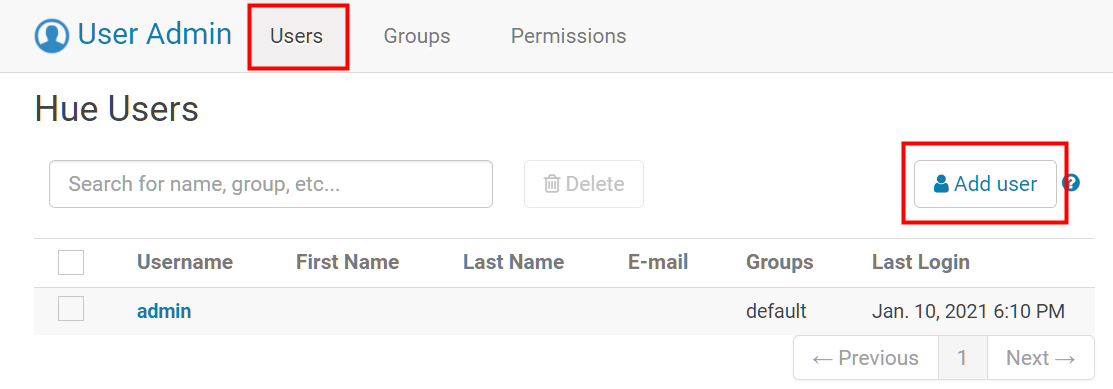 User Admin Users Groups Permissions
Hue Users
Search for name, group, etc... Delete Add user ?
Username First Name Last Name E-mail Groups Last Login
admin default Jan. 10, 2021 6:10 PM
← Previous 1 Next →